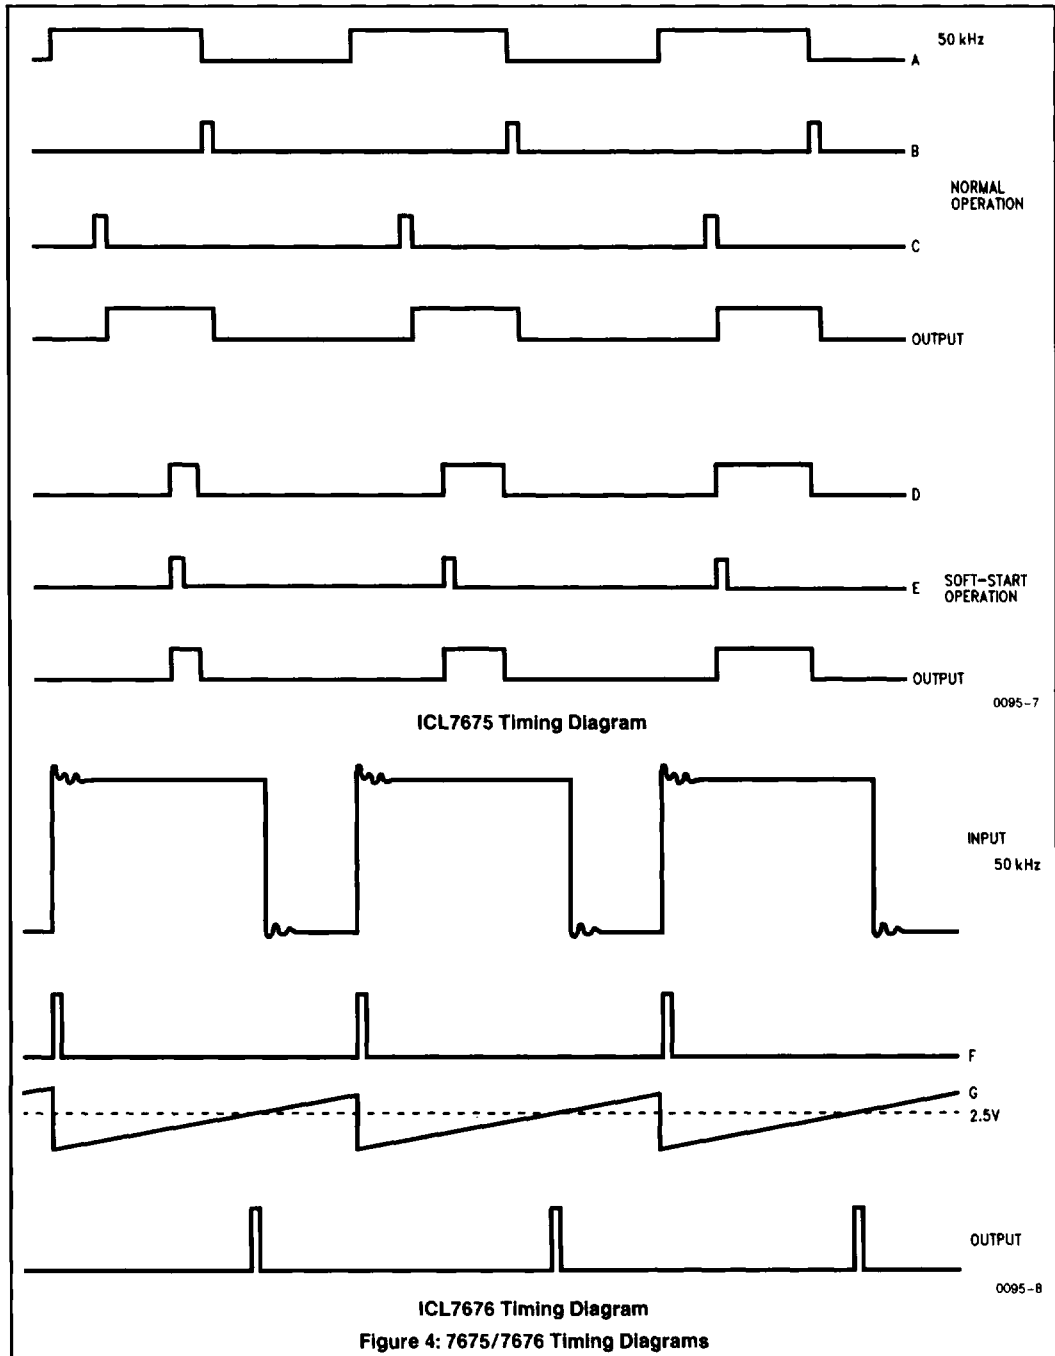 50 kHz
A
B
NORMAL
OPERATION
C
OUTPUT
D
E
SOFT-START
OPERATION
OUTPUT
0095-7
ICL7675 Timing Diagram
INPUT
50 kHz
F
G
2.5V
OUTPUT
0095-8
ICL7676 Timing Diagram
Figure 4: 7675/7676 Timing Diagrams